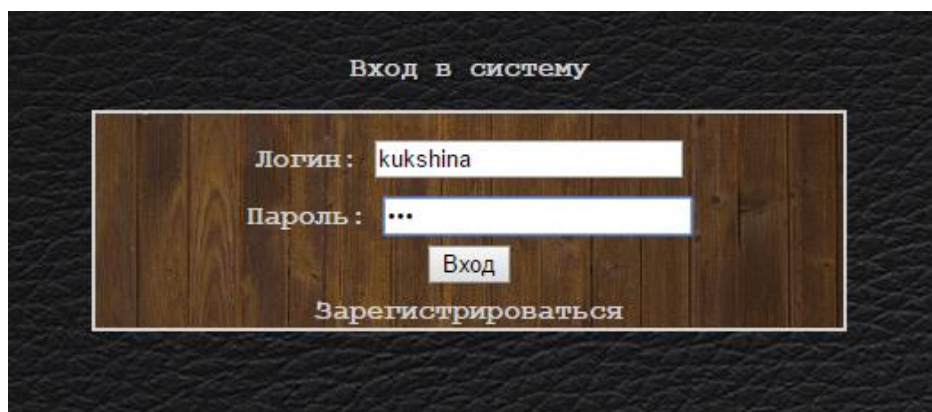 Вход в систему
Логин: kukshina
Пароль: •••
Вход
Зарегистрироваться